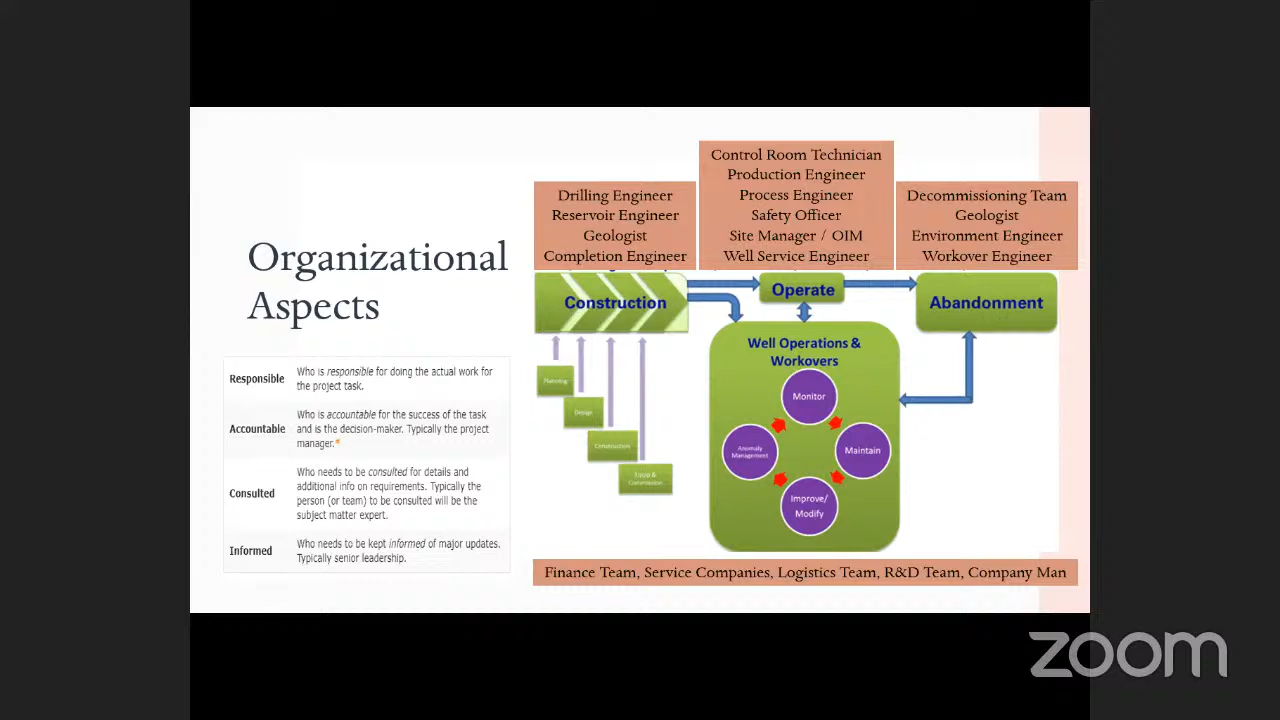 Organizational
Aspects
Responsible
Who is responsible for doing the actual work for
the project task.
Accountable
Who is accountable for the success of the task
and is the decision-maker. Typically the project
manager.*
Consulted
Who needs to be consulted for details and
additional info on requirements. Typically the
person (or team) to be consulted will be the
subject matter expert.
Informed
Who needs to be kept informed of major updates.
Typically senior leadership.
Drilling Engineer
Reservoir Engineer
Geologist
Completion Engineer
Control Room Technician
Production Engineer
Process Engineer
Safety Officer
Site Manager / OIM
Well Service Engineer
Decommissioning Team
Geologist
Environment Engineer
Workover Engineer
Construction
Operate
Abandonment
Planning
Design
Construction
Equip &
Commission
Well Operations &
Workovers
Monitor
Anomaly
Management
Maintain
Improve/
Modify
Finance Team, Service Companies, Logistics Team, R&D Team, Company Man
zoom